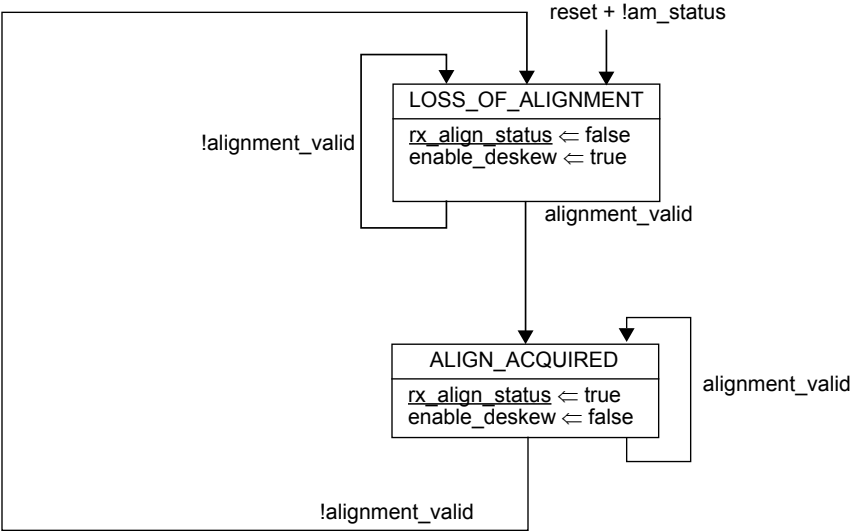 reset + !am_status
LOSS_OF_ALIGNMENT
!alignment_valid
rx_align_status ⇐ false
enable_deskew ⇐ true
alignment_valid
ALIGN_ACQUIRED
rx_align_status ⇐ true
enable_deskew ⇐ false
alignment_valid
!alignment_valid